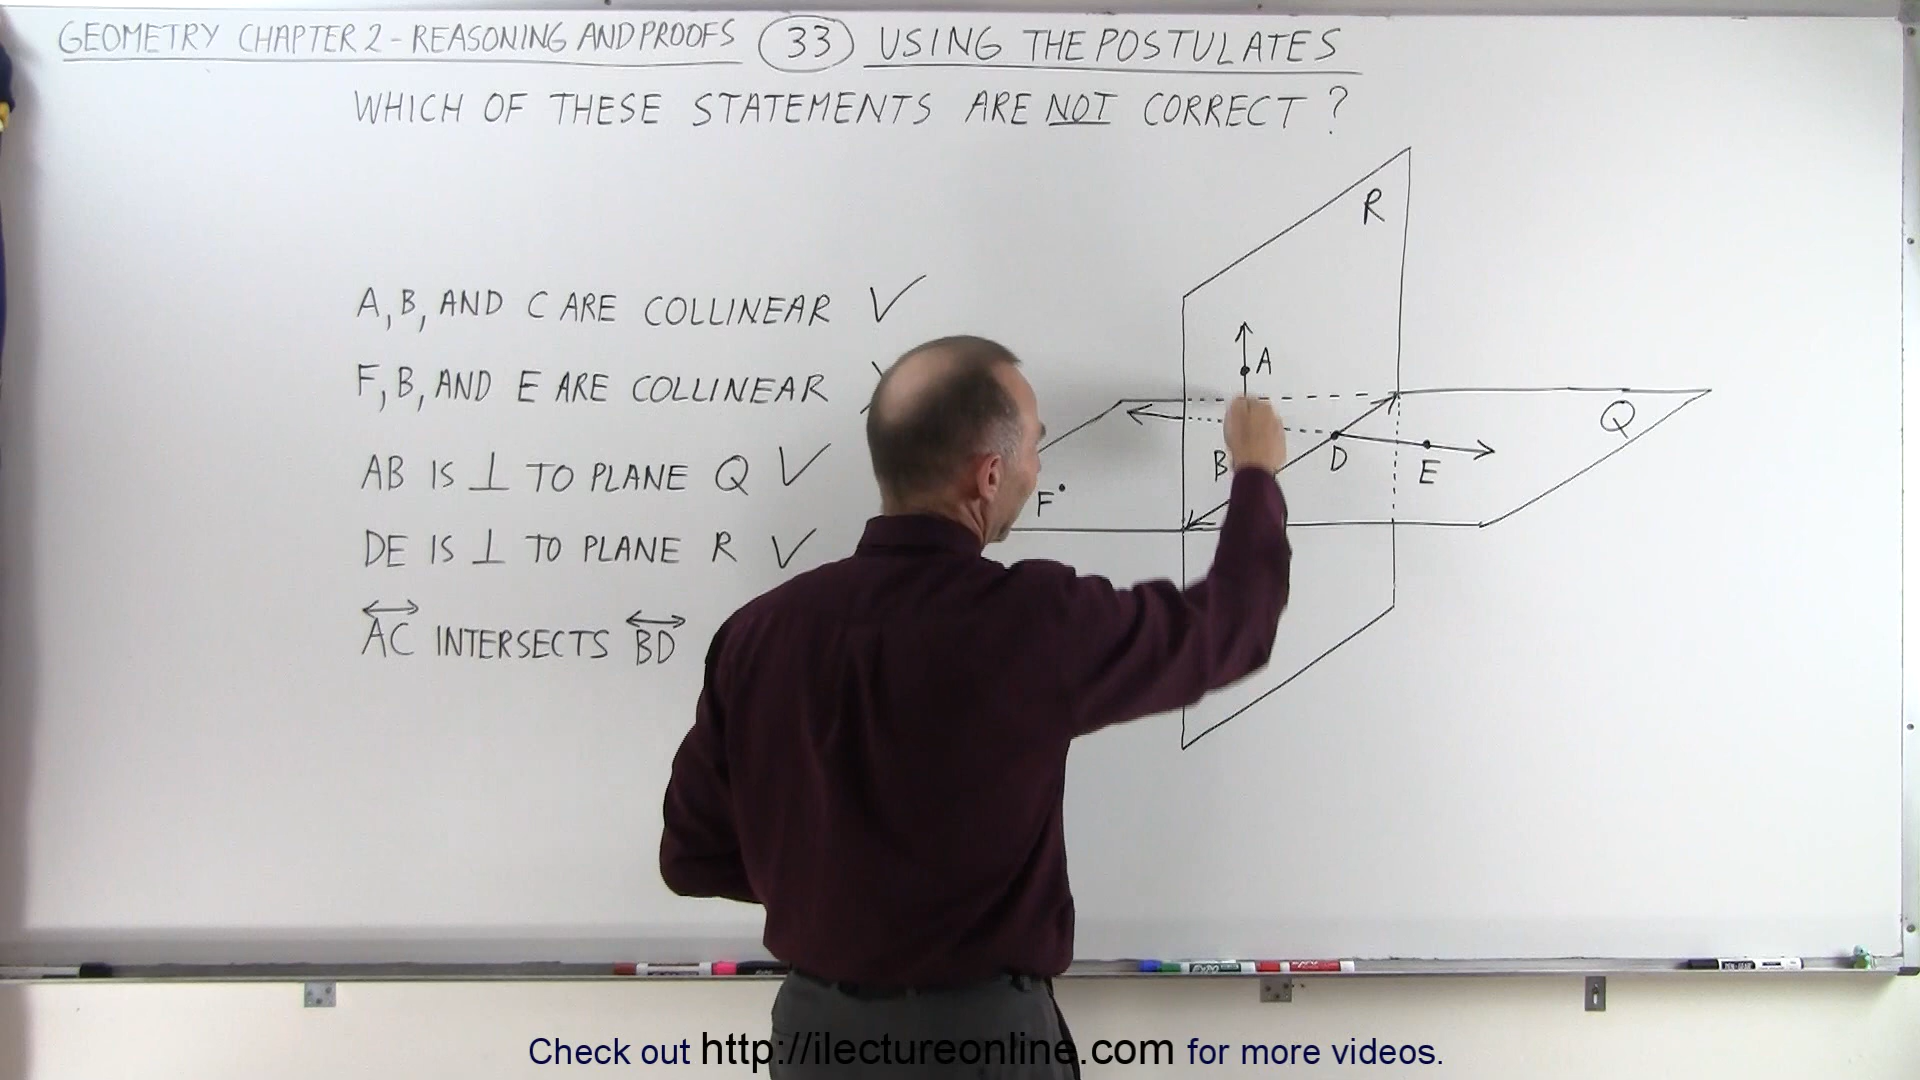 GEOMETRY CHAPTER 2 - REASONING AND PROOFS 33 USING THE POSTULATES
WHICH OF THESE STATEMENTS ARE NOT CORRECT ?
A, B, AND C ARE COLLINEAR ✓
F, B, AND E ARE COLLINEAR
AB IS ⊥ TO PLANE Q ✓
DE IS ⊥ TO PLANE R ✓
AC INTERSECTS BD
R
A
Q
B
D
E
F
EXPO
Check out http://ilectureonline.com for more videos.